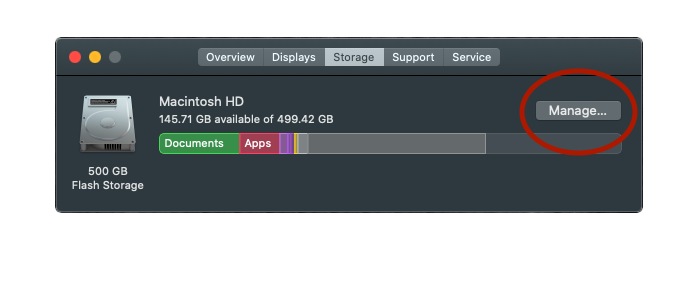 Overview Displays Storage Support Service
Macintosh HD
145.71 GB available of 499.42 GB
Manage...
Documents Apps
500 GB
Flash Storage